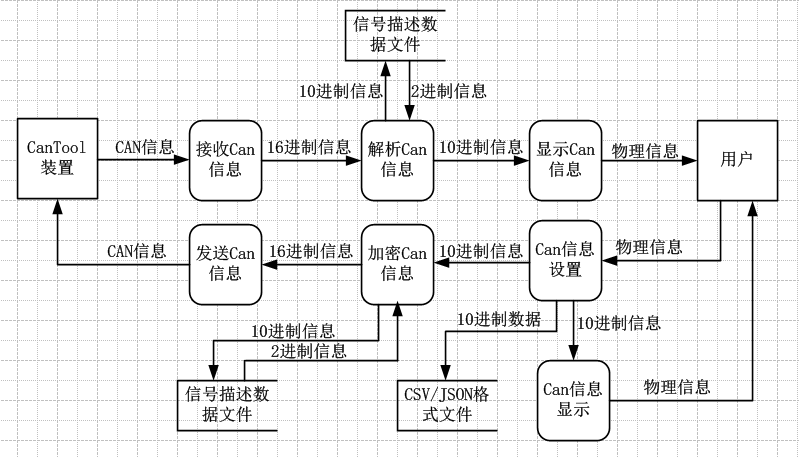 信号描述数
据文件
10进制信息
2进制信息
CanTool
装置
CAN信息
接收Can
信息
16进制信息
解析Can
信息
10进制信息
显示Can
信息
物理信息
用户
CAN信息
发送Can
信息
16进制信息
加密Can
信息
10进制信息
Can信息
设置
物理信息
10进制信息
2进制信息
10进制数据
10进制信息
信号描述数
据文件
CSV/JSON格
式文件
Can信息
显示
物理信息